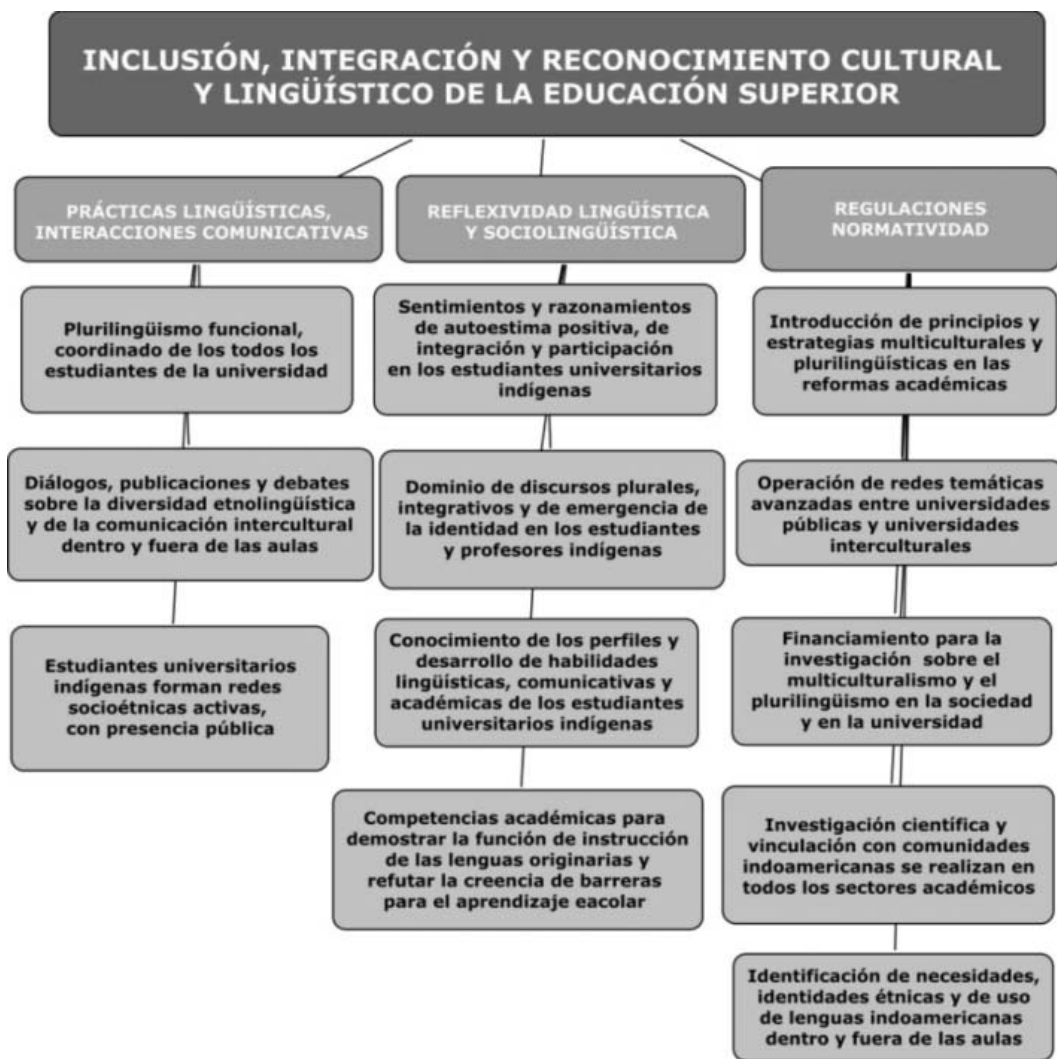 INCLUSIÓN, INTEGRACIÓN Y RECONOCIMIENTO CULTURAL
Y LINGÜÍSTICO DE LA EDUCACIÓN SUPERIOR
PRÁCTICAS LINGÜÍSTICAS,
INTERACCIONES COMUNICATIVAS
Plurilingüismo funcional,
coordinado de los todos los
estudiantes de la universidad
Diálogos, publicaciones y debates
sobre la diversidad etnolingüística
y de la comunicación intercultural
dentro y fuera de las aulas
Estudiantes universitarios
indígenas forman redes
socioétnicas activas,
con presencia pública
REFLEXIVIDAD LINGÜÍSTICA
Y SOCIOLINGÜÍSTICA
Sentimientos y razonamientos
de autoestima positiva, de
integración y participación
en los estudiantes universitarios
indígenas
Dominio de discursos plurales,
integrativos y de emergencia de
la identidad en los estudiantes
y profesores indígenas
Conocimiento de los perfiles y
desarrollo de habilidades
lingüísticas, comunicativas y
académicas de los estudiantes
universitarios indígenas
Competencias académicas para
demostrar la función de instrucción
de las lenguas originarias y
refutar la creencia de barreras
para el aprendizaje eacolar
REGULACIONES
NORMATIVIDAD
Introducción de principios y
estrategias multiculturales y
plurilingüísticas en las
reformas académicas
Operación de redes temáticas
avanzadas entre universidades
públicas y universidades
interculturales
Financiamiento para la
investigación sobre el
multiculturalismo y el
plurilingüismo en la sociedad
y en la universidad
Investigación científica y
vinculación con comunidades
indoamericanas se realizan en
todos los sectores académicos
Identificación de necesidades,
identidades étnicas y de uso
de lenguas indoamericanas
dentro y fuera de las aulas